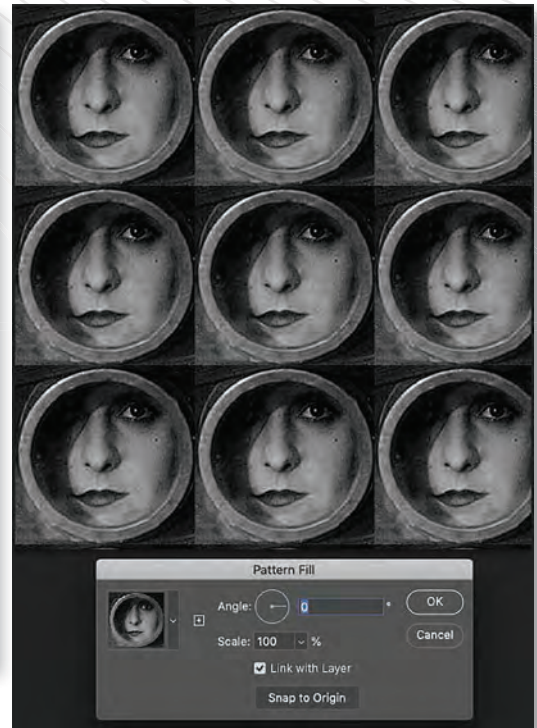 Pattern Fill
Angle: 0 °
OK
Scale: 100 %
Cancel
Link with Layer
Snap to Origin